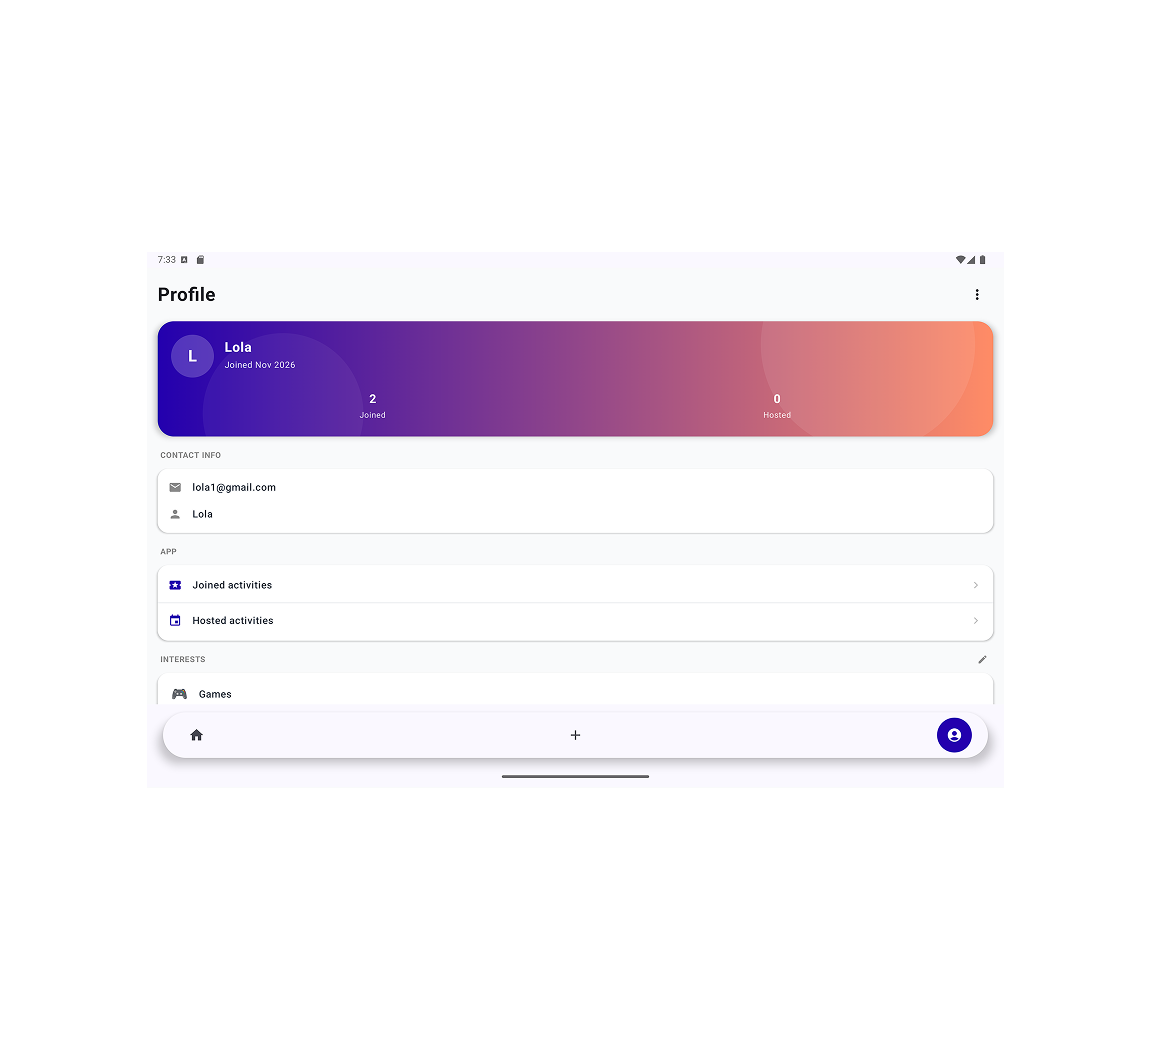 7:33
Profile
L
Lola
Joined Nov 2026
2
Joined
0
Hosted
CONTACT INFO
lola1@gmail.com
Lola
APP
Joined activities
Hosted activities
INTERESTS
Games